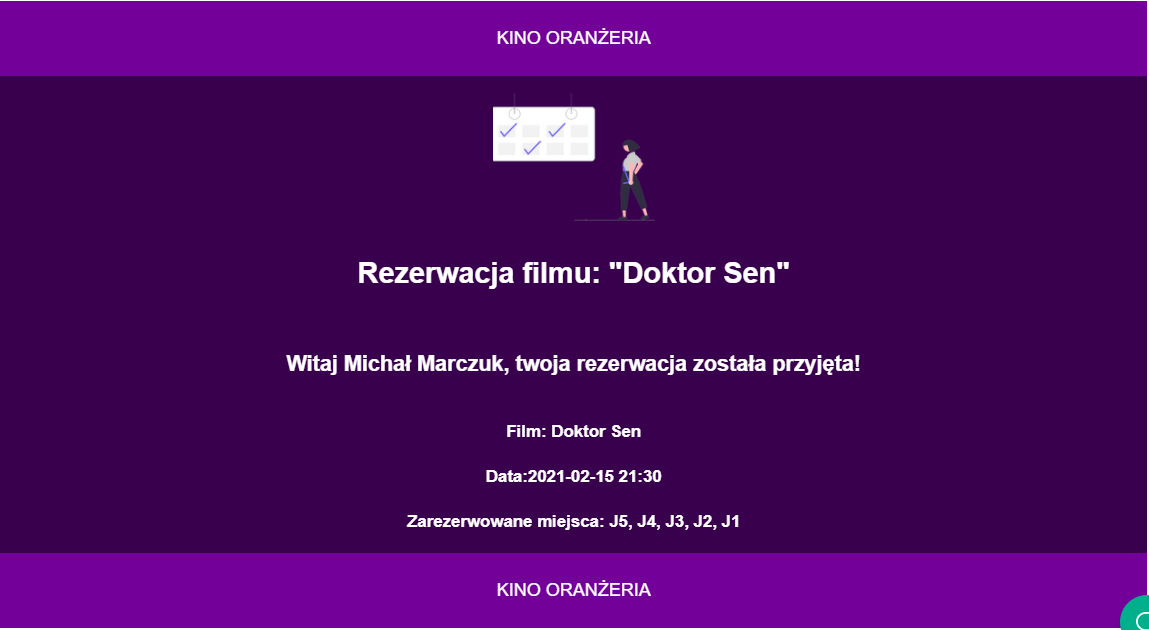 KINO ORANŻERIA
Rezerwacja filmu: "Doktor Sen"
Witaj Michał Marczuk, twoja rezerwacja została przyjęta!
Film: Doktor Sen
Data:2021-02-15 21:30
Zarezerwowane miejsca: J5, J4, J3, J2, J1
KINO ORANŻERIA